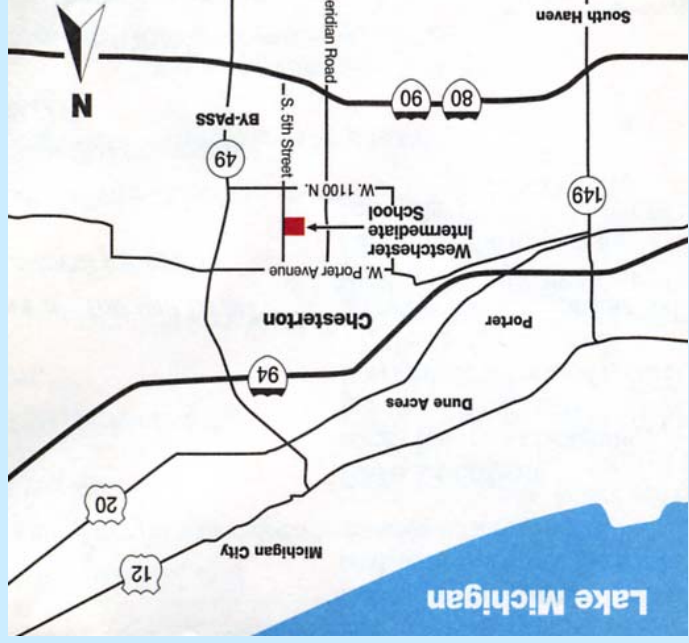 Lake Michigan
12
Michigan City
20
Dune Acres
94
Porter
Chesterton
W. Porter Avenue
Westchester
Intermediate
School
149
W. 1100 N.
49
BY-PASS
S. 5th Street
80
90
N
eridian Road
South Haven